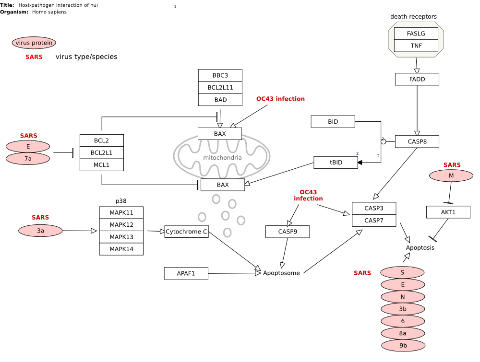 Title: Host-pathogen interaction of hui
1
Organism: Homo sapiens
death receptors
virus protein
FASLG
TNF
SARS virus type/species
FADD
BBC3
BCL2L11
BAD
OC43 infection
BID
BAX
CASP8
SARS
E
7a
BCL2
BCL2L1
MCL1
mitochondria
tBID
SARS
M
BAX
p38
OC43
infection
SARS
3a
MAPK11
MAPK12
MAPK13
MAPK14
Cytochrome C
CASP9
CASP3
CASP7
AKT1
Apoptosis
APAF1
Apoptosome
SARS
S
E
N
3b
6
8a
9b